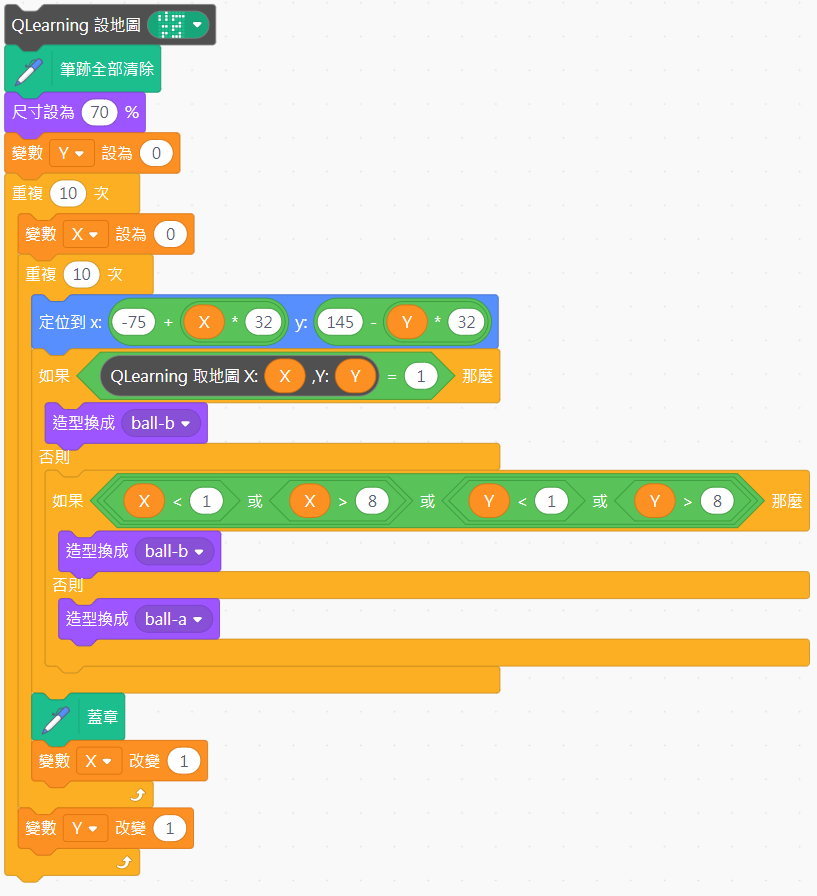 QLearning 設地圖
筆跡全部清除
尺寸設為 70 %
變數 Y 設為 0
重複 10 次
變數 X 設為 0
重複 10 次
定位到 x: -75 + X * 32 y: 145 - Y * 32
如果 QLearning 取地圖 X: X ,Y: Y = 1 那麼
造型換成 ball-b
否則
如果 X < 1 或 X > 8 或 Y < 1 或 Y > 8 那麼
造型換成 ball-b
否則
造型換成 ball-a
蓋章
變數 X 改變 1
變數 Y 改變 1